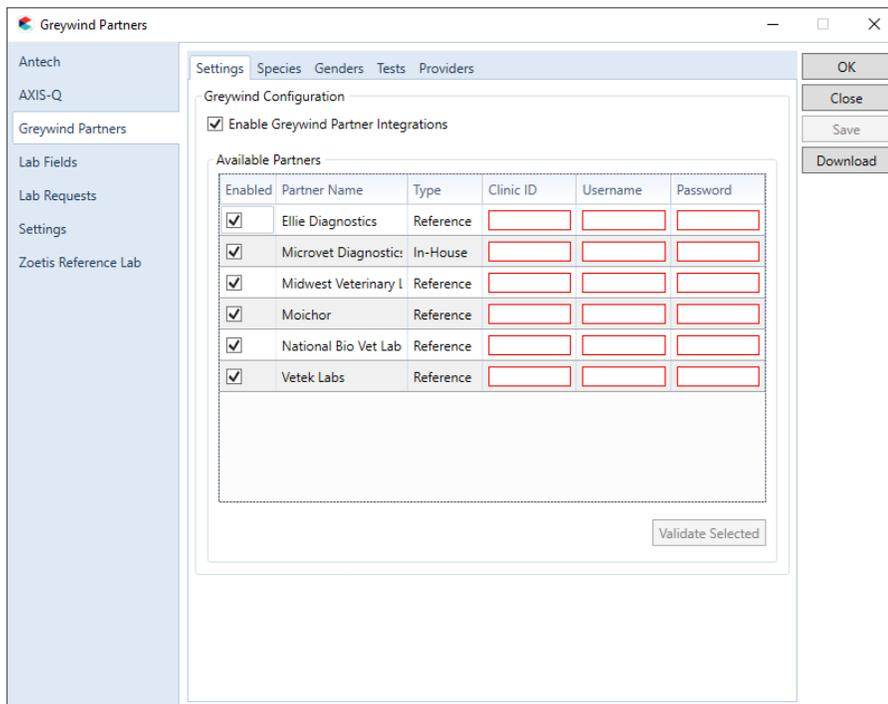 Greywind Partners
Antech
AXIS-Q
Greywind Partners
Lab Fields
Lab Requests
Settings
Zoetis Reference Lab
Settings Species Genders Tests Providers
Greywind Configuration
Enable Greywind Partner Integrations
Available Partners
Enabled Partner Name Type Clinic ID Username Password
Ellie Diagnostics Reference
Microvet Diagnostics In-House
Midwest Veterinary L Reference
Moichor Reference
National Bio Vet Lab Reference
Vetek Labs Reference
Validate Selected
OK
Close
Save
Download